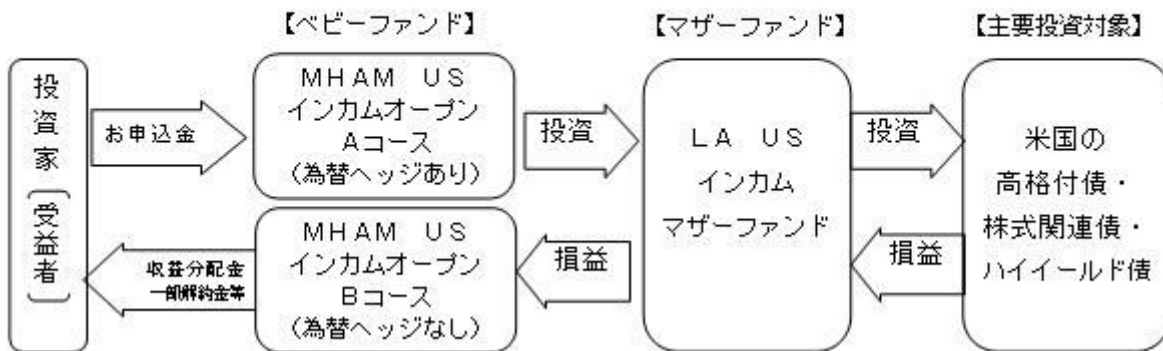 【ベビーファンド】
【マザーファンド】
【主要投資対象】
投資家（受益者）
お申込金
収益分配金
一部解約金等
ＭＨＡＭ　ＵＳ
インカムオープン
Ａコース
（為替ヘッジあり）
ＭＨＡＭ　ＵＳ
インカムオープン
Ｂコース
（為替ヘッジなし）
投資
損益
ＬＡ　ＵＳ
インカム
マザーファンド
投資
損益
米国の
高格付債・
株式関連債・
ハイイールド債